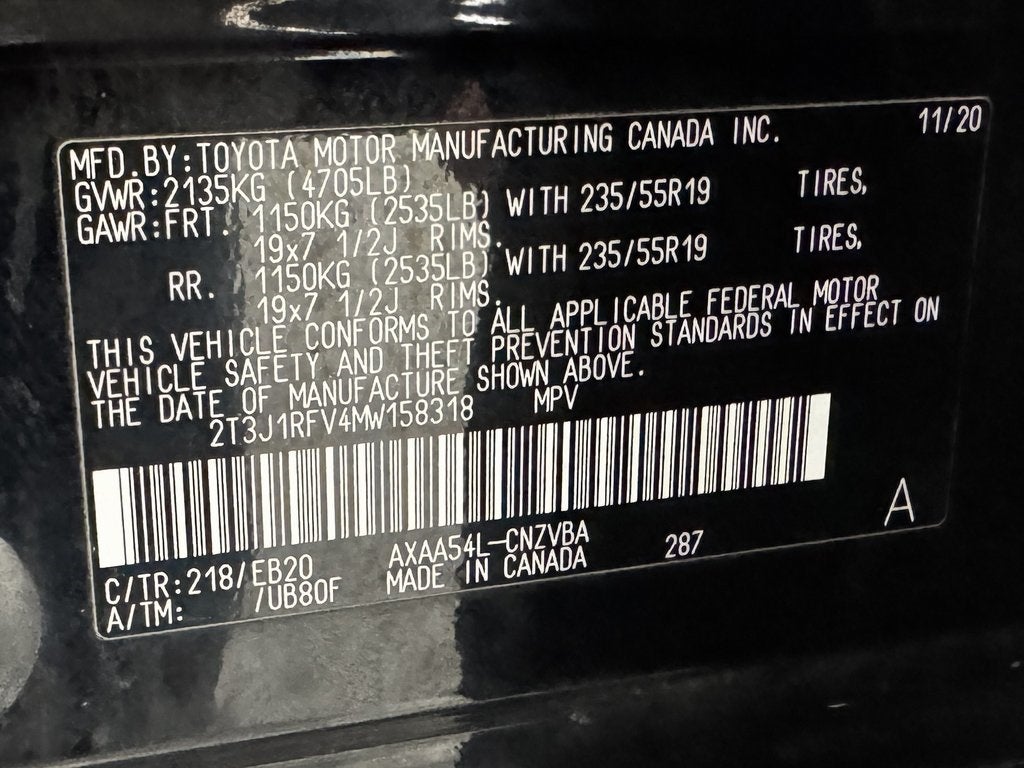 11/20
MFD.BY:TOYOTA MOTOR MANUFACTURING CANADA INC.
GVWR:2135KG (4705LB)
GAWR:FRT. 1150KG (2535LB) WITH 235/55R19 TIRES,
19x7 1/2J RIMS.
RR. 1150KG (2535LB) WITH 235/55R19 TIRES,
19x7 1/2J RIMS.
THIS VEHICLE CONFORMS TO ALL APPLICABLE FEDERAL MOTOR
VEHICLE SAFETY AND THEFT PREVENTION STANDARDS IN EFFECT ON
THE DATE OF MANUFACTURE SHOWN ABOVE.
2T3J1RFV4MW158318 MPV
A
C/TR:218/EB20 AXAA54L-CNZVBA 287
A/TM: /UB80F MADE IN CANADA